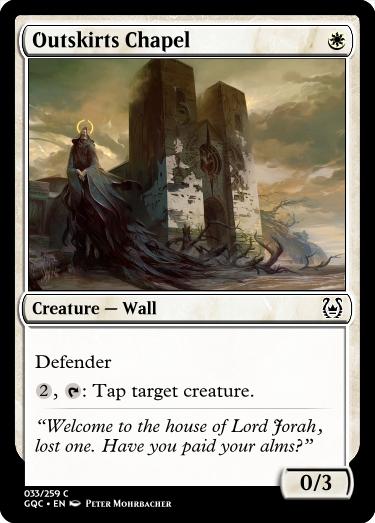 Outskirts Chapel
Creature — Wall
Defender
2, : Tap target creature.
“Welcome to the house of Lord Jorah,
lost one. Have you paid your alms?”
0/3
033/259 C
GQC • EN Peter Mohrbacher